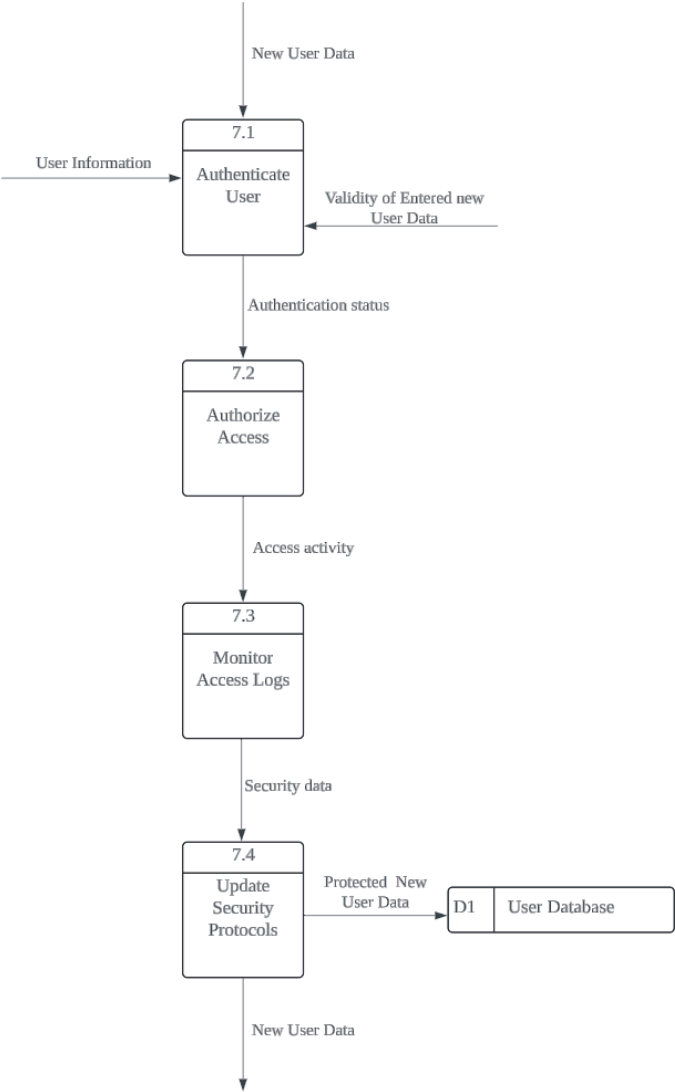 New User Data
7.1
User Information
Authenticate
User
Validity of Entered new
User Data
Authentication status
7.2
Authorize
Access
Access activity
7.3
Monitor
Access Logs
Security data
7.4
Update
Security
Protocols
Protected  New
User Data
D1
User Database
New User Data